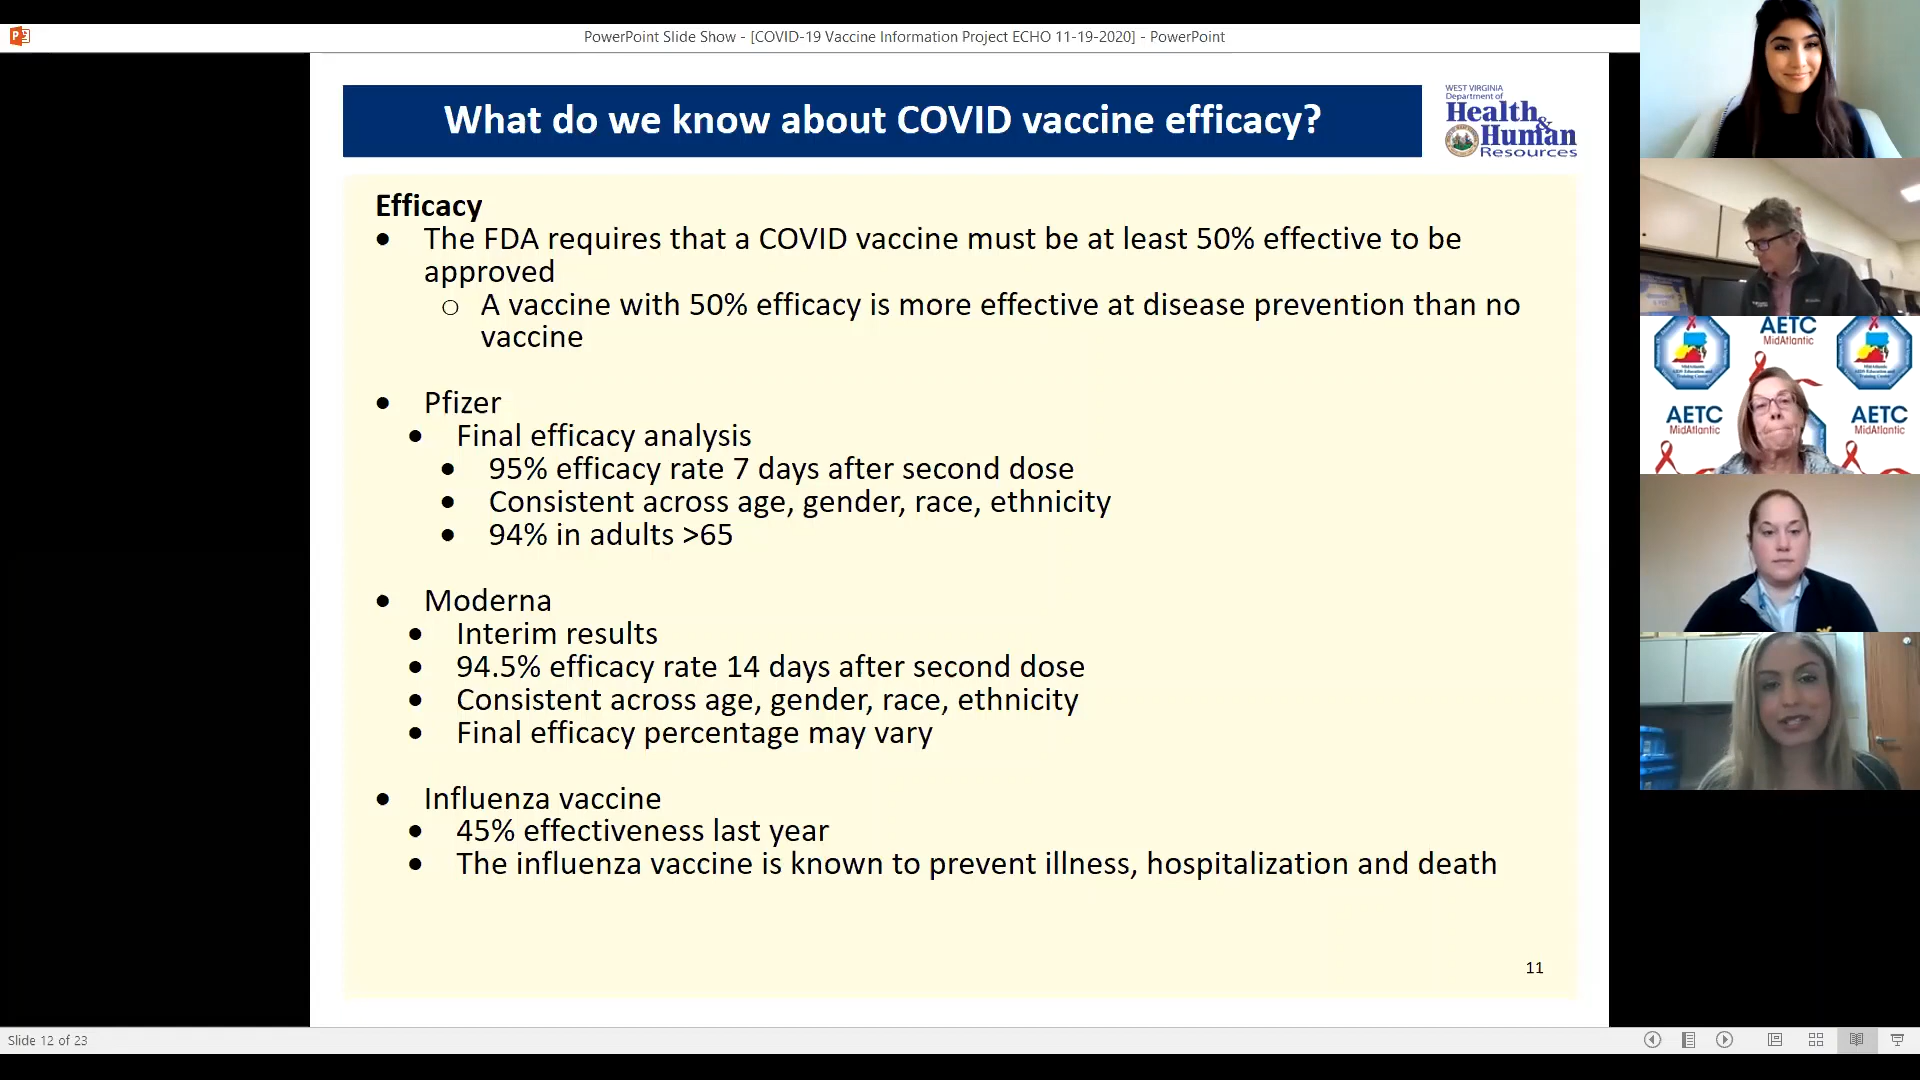 PowerPoint Slide Show - [COVID-19 Vaccine Information Project ECHO 11-19-2020] - PowerPoint
What do we know about COVID vaccine efficacy?
WEST VIRGINIA
Department of
Health &
Human
Resources
Efficacy
• The FDA requires that a COVID vaccine must be at least 50% effective to be
approved
o A vaccine with 50% efficacy is more effective at disease prevention than no
vaccine
• Pfizer
• Final efficacy analysis
• 95% efficacy rate 7 days after second dose
• Consistent across age, gender, race, ethnicity
• 94% in adults >65
• Moderna
• Interim results
• 94.5% efficacy rate 14 days after second dose
• Consistent across age, gender, race, ethnicity
• Final efficacy percentage may vary
• Influenza vaccine
• 45% effectiveness last year
• The influenza vaccine is known to prevent illness, hospitalization and death
11
AETC
MidAtlantic
AETC
MidAtlantic
AETC
MidAtlantic
Slide 12 of 23